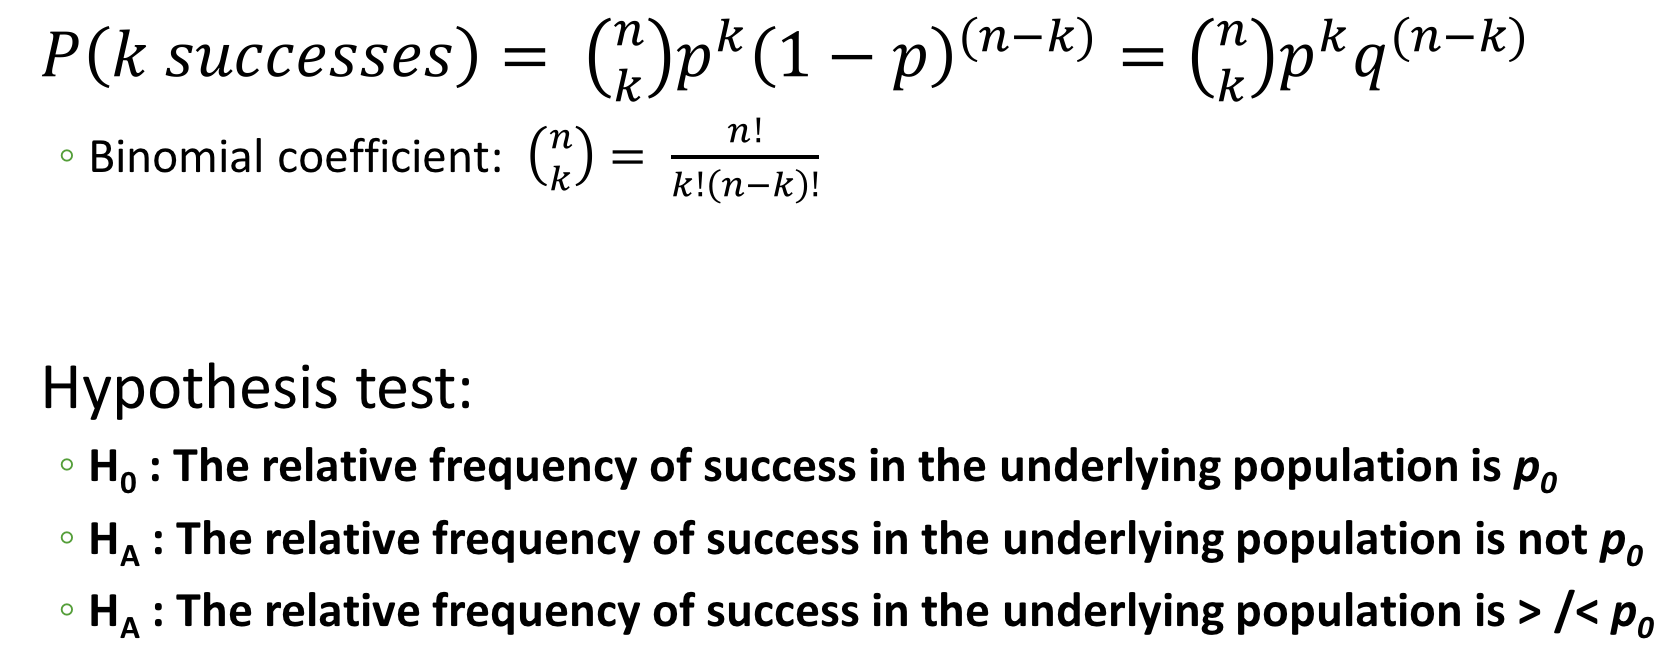 P(k successes) = (n k) p^k (1 − p)^(n−k) = (n k) p^k q^(n−k)
◦ Binomial coefficient: (n k) = n! / k!(n−k)!
Hypothesis test:
◦ H₀ : The relative frequency of success in the underlying population is p₀
◦ H_A : The relative frequency of success in the underlying population is not p₀
◦ H_A : The relative frequency of success in the underlying population is > /< p₀